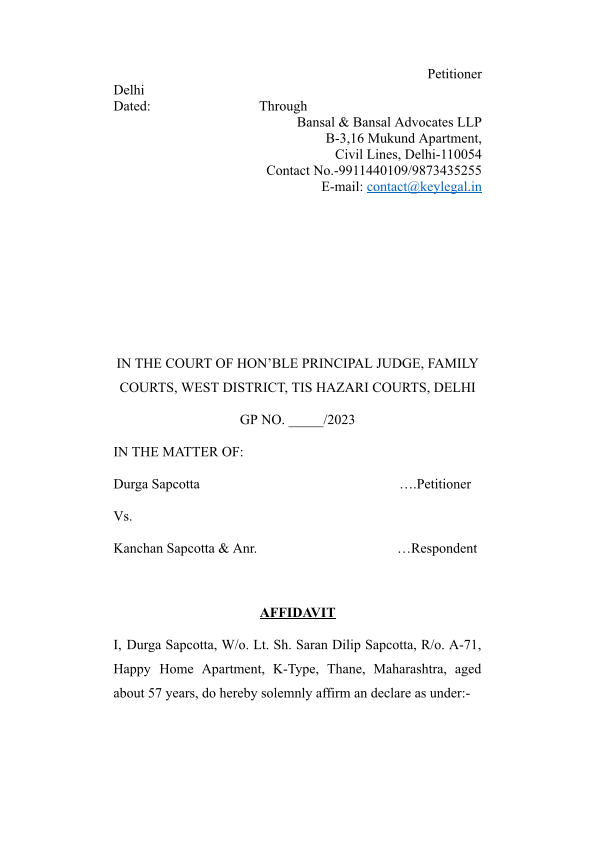 Petitioner
Delhi
Dated: Through
Bansal & Bansal Advocates LLP
B-3,16 Mukund Apartment,
Civil Lines, Delhi-110054
Contact No.-9911440109/9873435255
E-mail: contact@keylegal.in
IN THE COURT OF HON’BLE PRINCIPAL JUDGE, FAMILY
COURTS, WEST DISTRICT, TIS HAZARI COURTS, DELHI
GP NO. _____/2023
IN THE MATTER OF:
Durga Sapcotta ….Petitioner
Vs.
Kanchan Sapcotta & Anr. …Respondent
AFFIDAVIT
I, Durga Sapcotta, W/o. Lt. Sh. Saran Dilip Sapcotta, R/o. A-71,
Happy Home Apartment, K-Type, Thane, Maharashtra, aged
about 57 years, do hereby solemnly affirm an declare as under:-